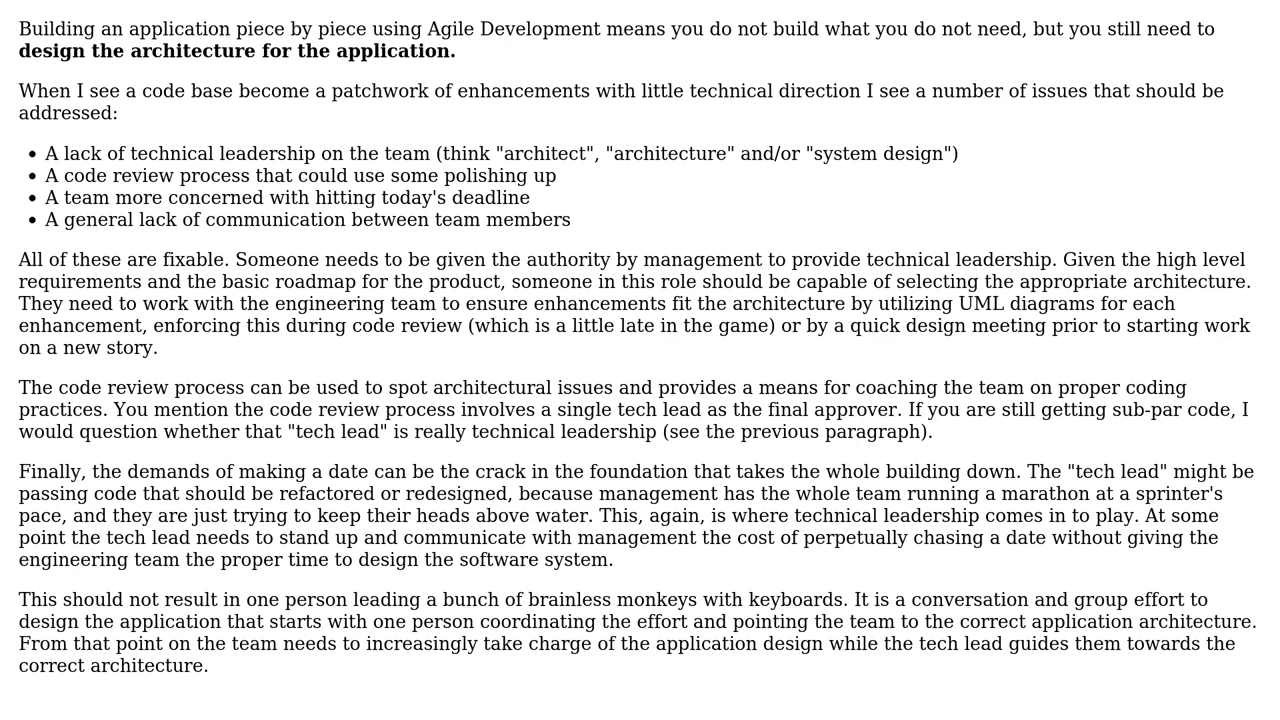 Building an application piece by piece using Agile Development means you do not build what you do not need, but you still need to
design the architecture for the application.
When I see a code base become a patchwork of enhancements with little technical direction I see a number of issues that should be
addressed:
• A lack of technical leadership on the team (think "architect", "architecture" and/or "system design")
• A code review process that could use some polishing up
• A team more concerned with hitting today's deadline
• A general lack of communication between team members
All of these are fixable. Someone needs to be given the authority by management to provide technical leadership. Given the high level
requirements and the basic roadmap for the product, someone in this role should be capable of selecting the appropriate architecture.
They need to work with the engineering team to ensure enhancements fit the architecture by utilizing UML diagrams for each
enhancement, enforcing this during code review (which is a little late in the game) or by a quick design meeting prior to starting work
on a new story.
The code review process can be used to spot architectural issues and provides a means for coaching the team on proper coding
practices. You mention the code review process involves a single tech lead as the final approver. If you are still getting sub-par code, I
would question whether that "tech lead" is really technical leadership (see the previous paragraph).
Finally, the demands of making a date can be the crack in the foundation that takes the whole building down. The "tech lead" might be
passing code that should be refactored or redesigned, because management has the whole team running a marathon at a sprinter's
pace, and they are just trying to keep their heads above water. This, again, is where technical leadership comes in to play. At some
point the tech lead needs to stand up and communicate with management the cost of perpetually chasing a date without giving the
engineering team the proper time to design the software system.
This should not result in one person leading a bunch of brainless monkeys with keyboards. It is a conversation and group effort to
design the application that starts with one person coordinating the effort and pointing the team to the correct application architecture.
From that point on the team needs to increasingly take charge of the application design while the tech lead guides them towards the
correct architecture.